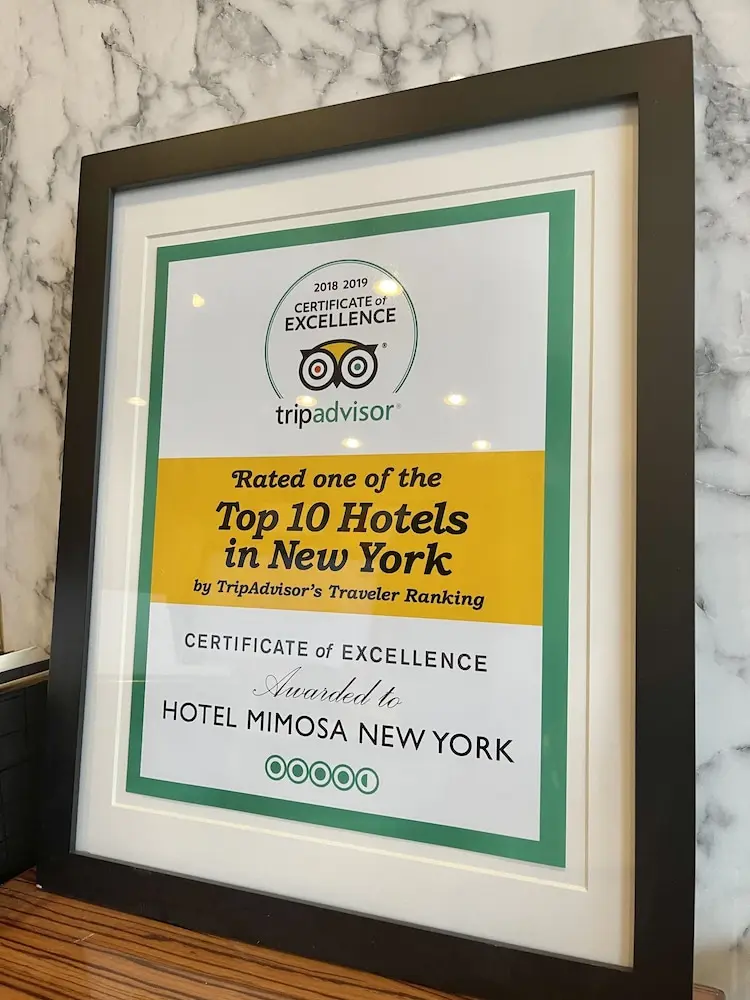 2018 2019
CERTIFICATE of
EXCELLENCE
tripadvisor®
Rated one of the
Top 10 Hotels
in New York
by TripAdvisor's Traveler Ranking
CERTIFICATE of EXCELLENCE
Awarded to
HOTEL MIMOSA NEW YORK